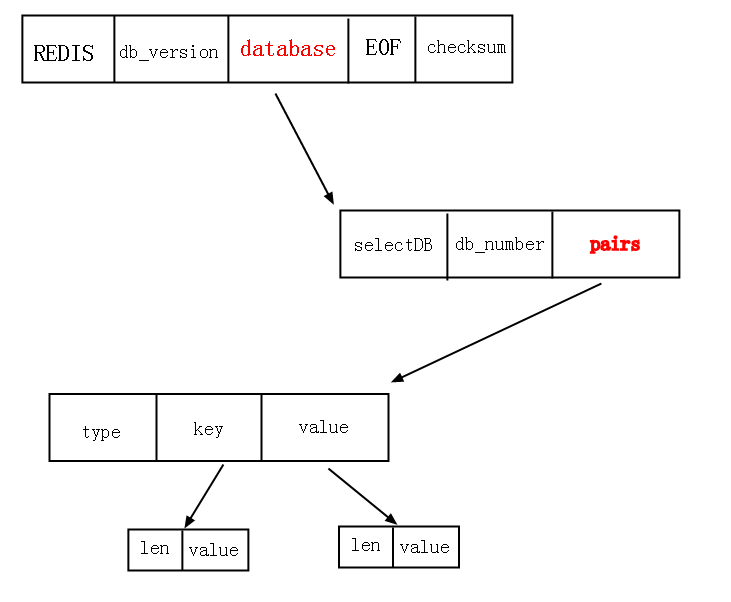 REDIS db_version database EOF checksum
selectDB db_number pairs
type key value
len value len value